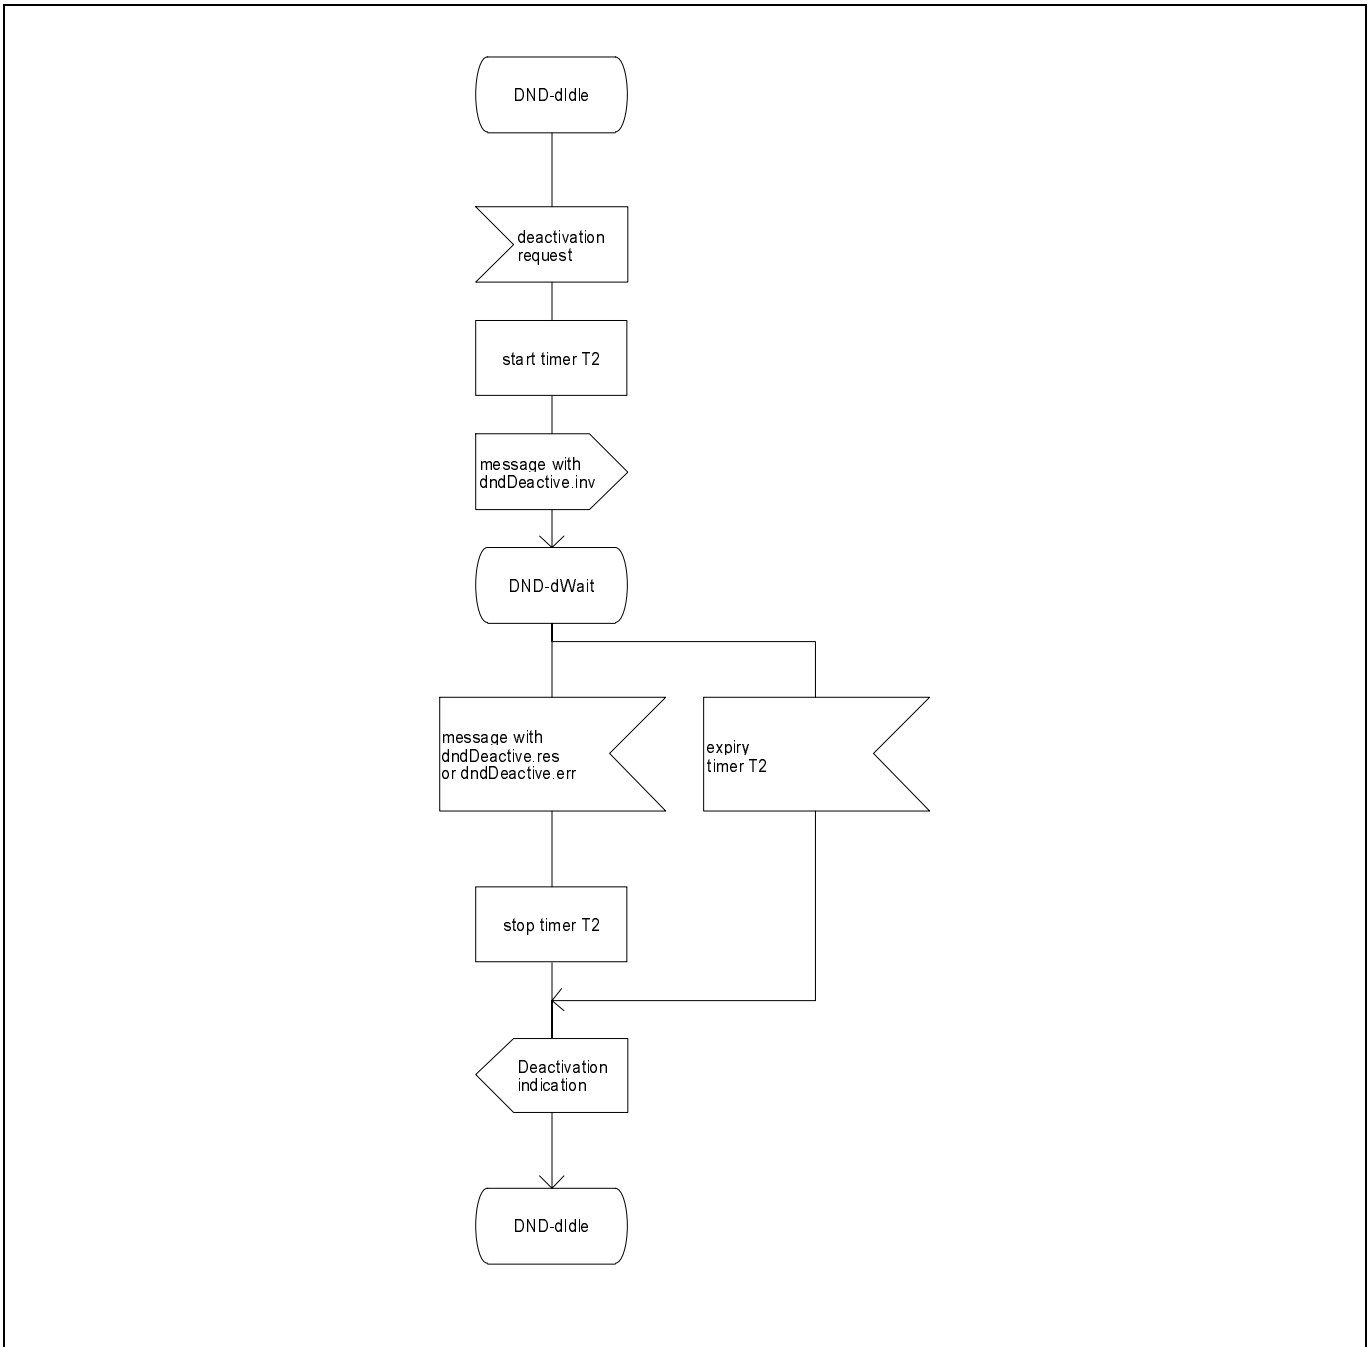 DND-dIdle
deactivation
request
start timer T2
message with
dndDeactive.inv
DND-dWait
message with
dndDeactive.res
or dndDeactive.err
expiry
timer T2
stop timer T2
Deactivation
indication
DND-dIdle